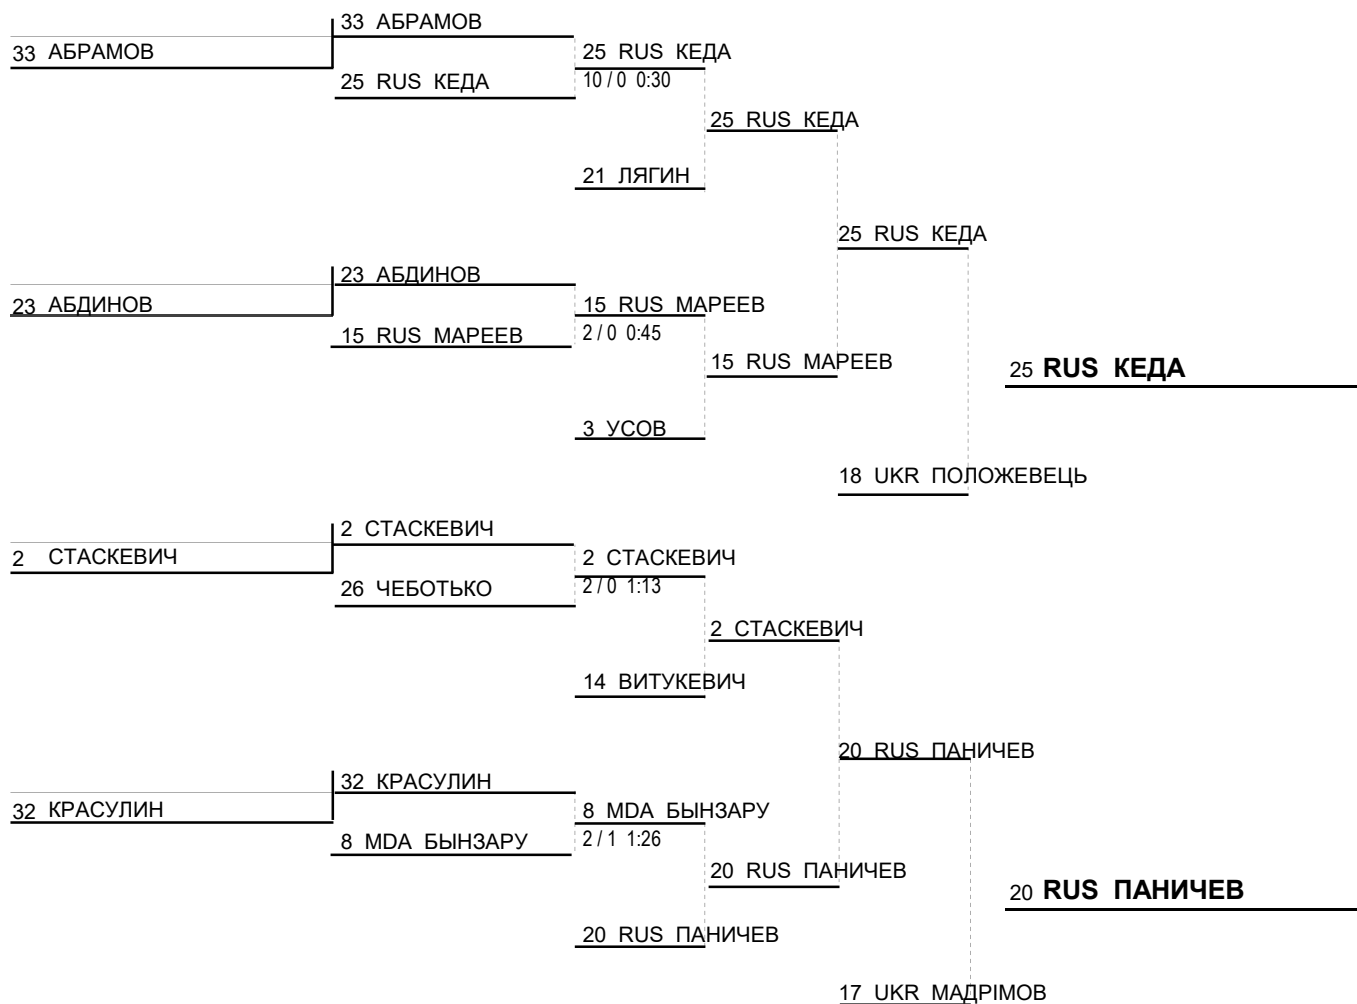 33 АБРАМОВ
33 АБРАМОВ
25 RUS КЕДА
25 RUS КЕДА
10 / 0 0:30
25 RUS КЕДА
21 ЛЯГИН
25 RUS КЕДА
23 АБДИНОВ
23 АБДИНОВ
15 RUS МАРЕЕВ
15 RUS МАРЕЕВ
2 / 0 0:45
15 RUS МАРЕЕВ
25 RUS КЕДА
3 УСОВ
18 UKR ПОЛОЖЕВЕЦЬ
2 СТАСКЕВИЧ
2 СТАСКЕВИЧ
2 СТАСКЕВИЧ
26 ЧЕБОТЬКО
2 / 0 1:13
2 СТАСКЕВИЧ
14 ВИТУКЕВИЧ
20 RUS ПАНИЧЕВ
32 КРАСУЛИН
32 КРАСУЛИН
8 MDA БЫНЗАРУ
8 MDA БЫНЗАРУ
2 / 1 1:26
20 RUS ПАНИЧЕВ
20 RUS ПАНИЧЕВ
20 RUS ПАНИЧЕВ
17 UKR МАДРІМОВ